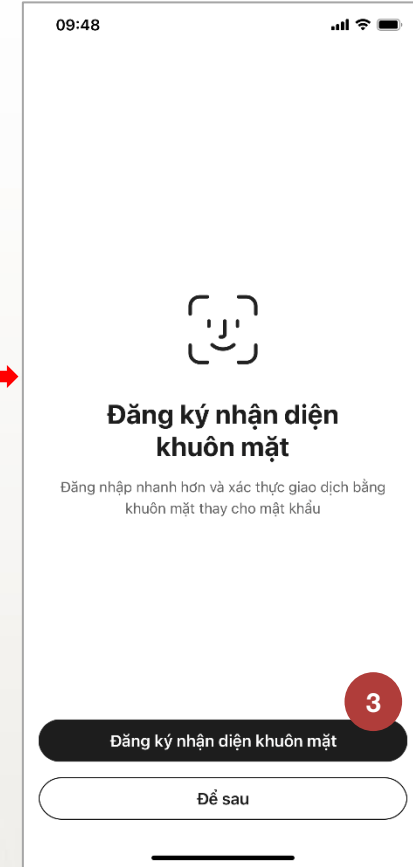 09:48
Đăng ký nhận diện
khuôn mặt
Đăng nhập nhanh hơn và xác thực giao dịch bằng
khuôn mặt thay cho mật khẩu
3
Đăng ký nhận diện khuôn mặt
Để sau